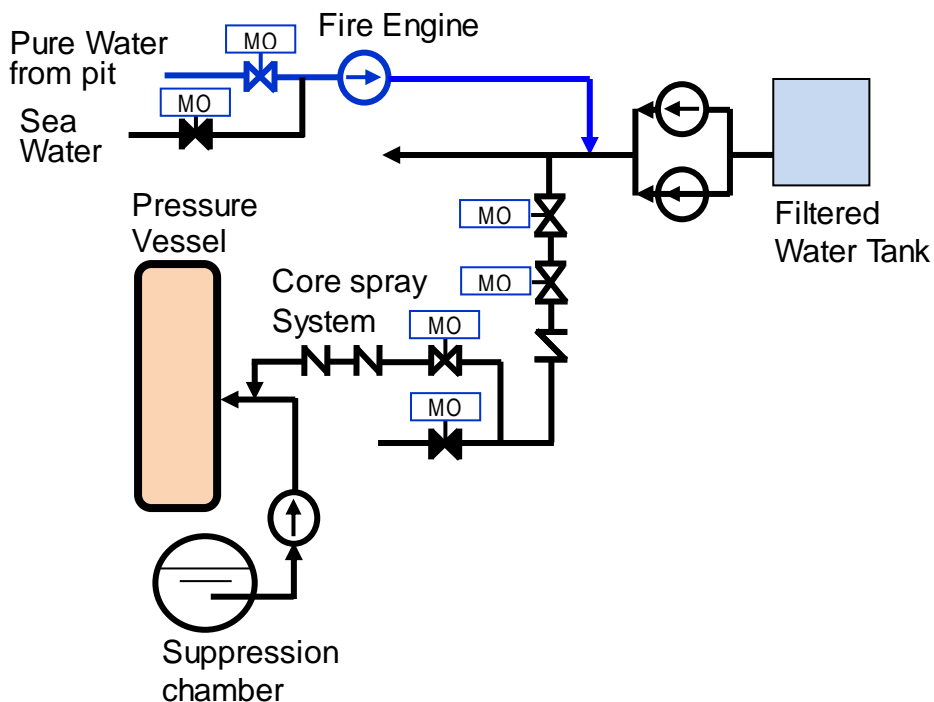 Fire Engine
MO
Pure Water
from pit
MO
Sea
Water
Filtered
Water Tank
Pressure
Vessel
MO
MO
Core spray
System
MO
MO
Suppression
chamber